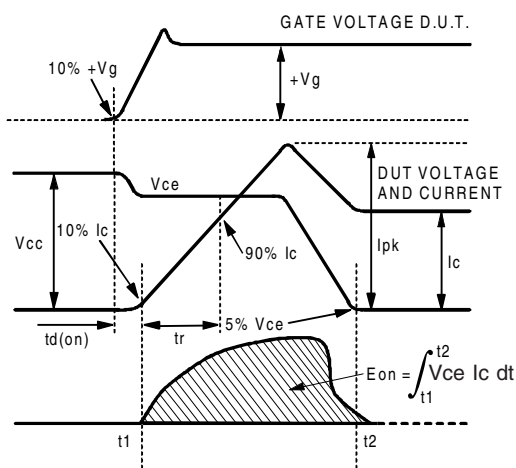 GATE VOLTAGE D.U.T.
10% +Vg
+Vg
Vce
DUT VOLTAGE
AND CURRENT
Vcc
10% Ic
90% Ic
Ipk
Ic
td(on)
tr
5% Vce
Eon = ∫ Vce Ic dt
t2
t1
t1
t2